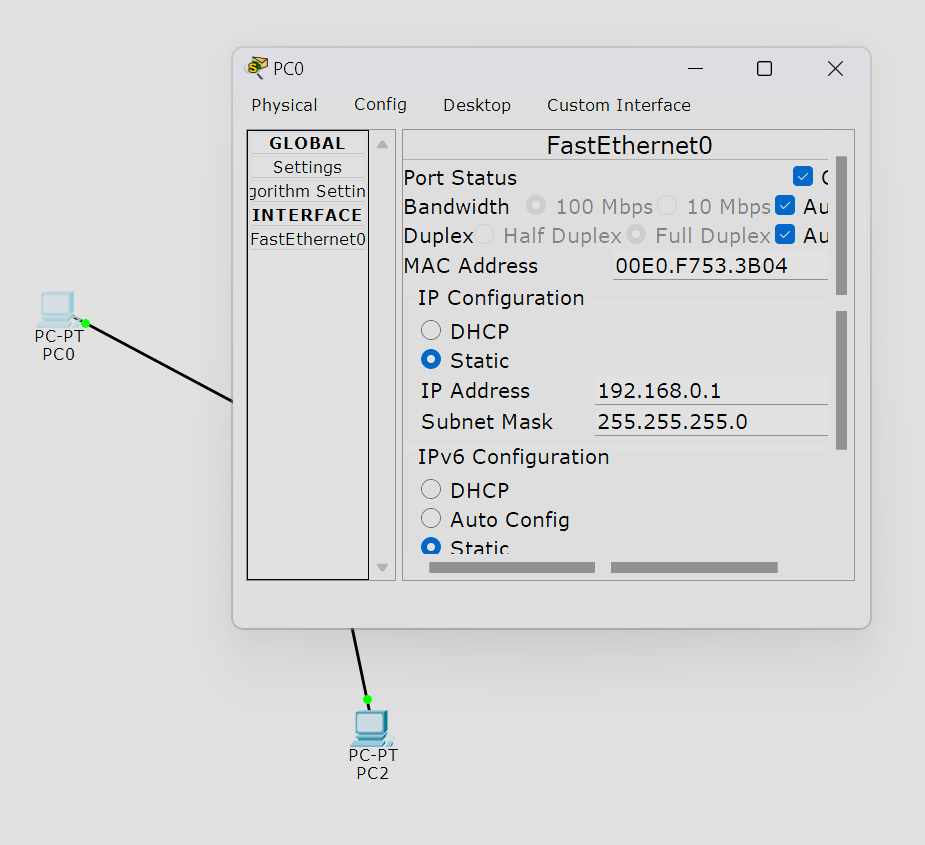 PC0
Physical Config Desktop Custom Interface
GLOBAL
Settings
gorithm Settin
INTERFACE
FastEthernet0
FastEthernet0
Port Status
Bandwidth 100 Mbps 10 Mbps Au
Duplex Half Duplex Full Duplex Au
MAC Address 00E0.F753.3B04
IP Configuration
DHCP
Static
IP Address 192.168.0.1
Subnet Mask 255.255.255.0
IPv6 Configuration
DHCP
Auto Config
Static
PC-PT
PC0
PC-PT
PC2